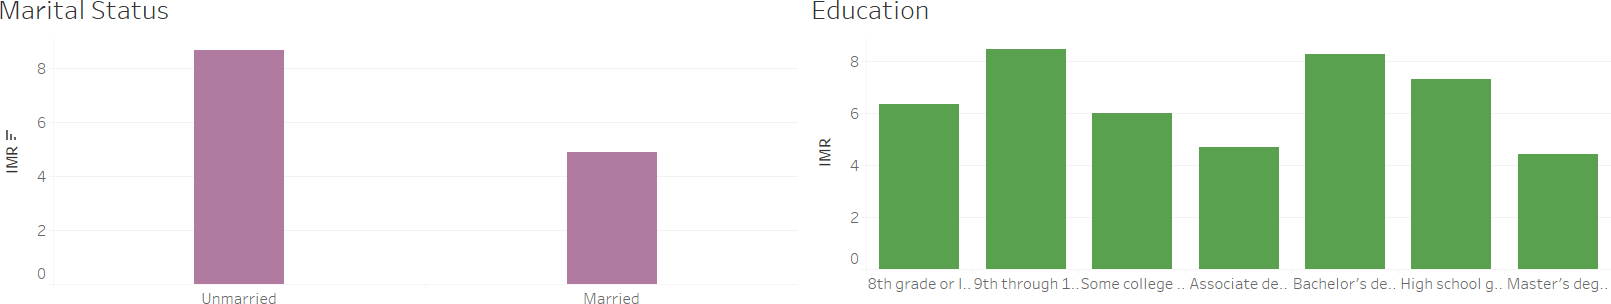 Marital Status
IMR
8
6
4
2
0
Unmarried
Married
Education
IMR
8
6
4
2
0
8th grade or l..
9th through 1..
Some college ..
Associate de..
Bachelor's de..
High school g..
Master's deg..